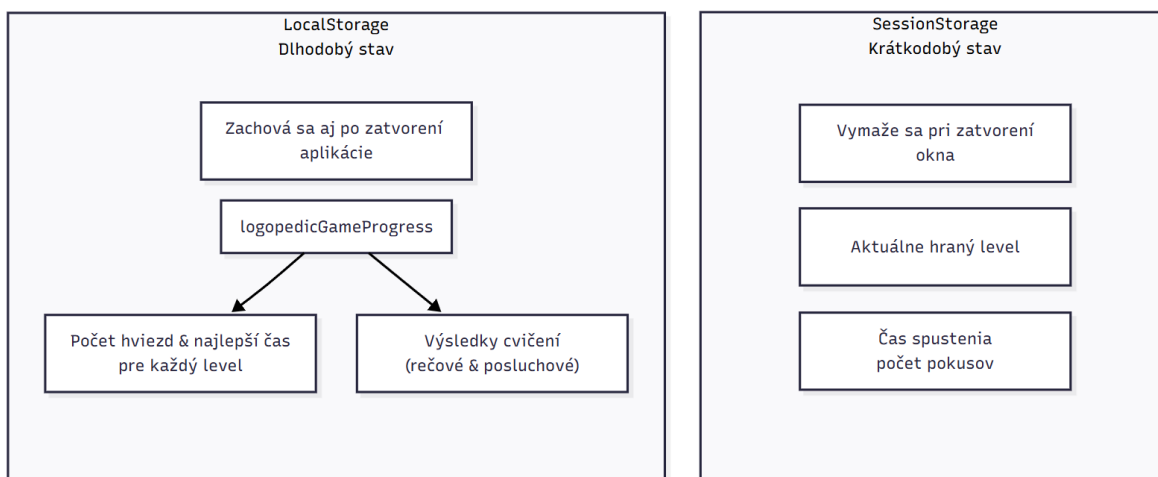 LocalStorage
Dlhodobý stav
Zachová sa aj po zatvorení
aplikácie
logopedicGameProgress
Počet hviezd & najlepší čas
pre každý level
Výsledky cvičení
(rečové & posluchové)
SessionStorage
Krátkodobý stav
Vymaže sa pri zatvorení
okna
Aktuálne hraný level
Čas spustenia
počet pokusov